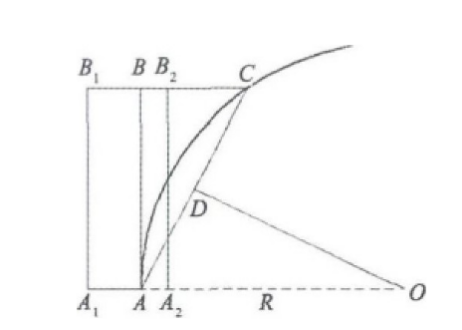 B₁ B B₂ C
D
A₁ A A₂ R O